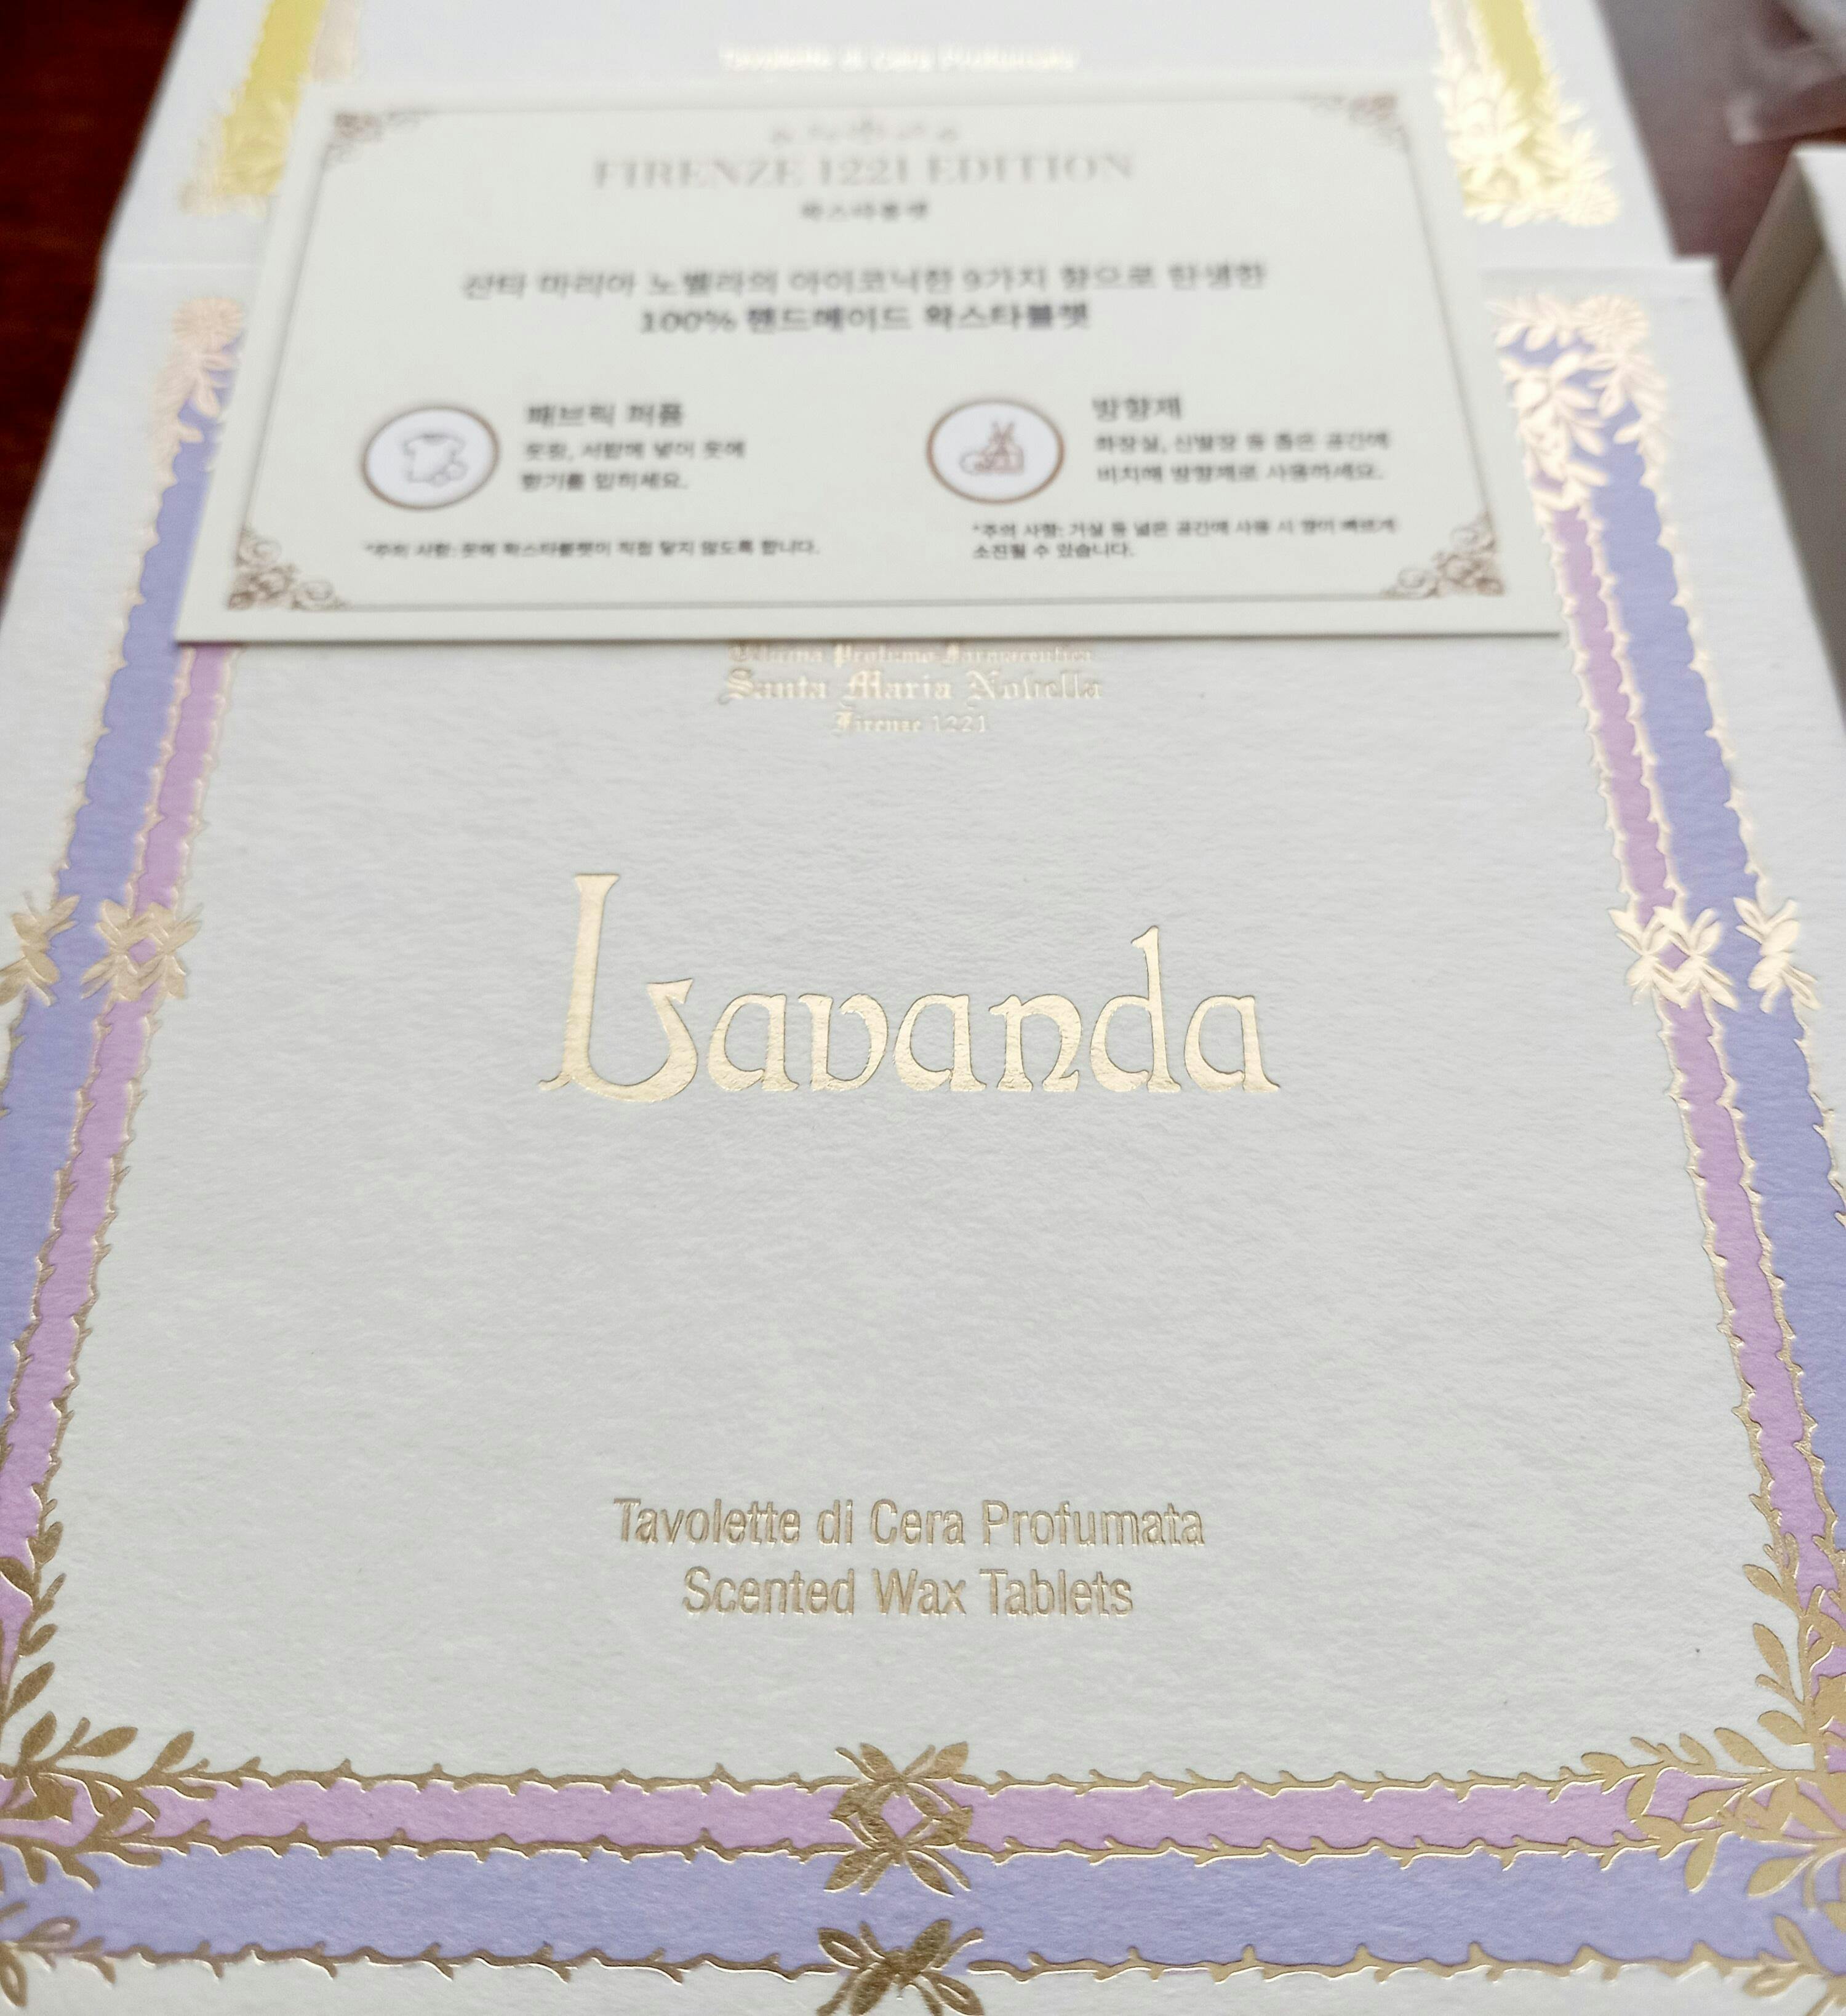 Tavolette di Cera Profumata
FIRENZE 1221 EDITION
왁스타블렛
산타 마리아 노벨라의 아이코닉한 9가지 향으로 탄생한
100% 핸드메이드 왁스타블렛
패브릭 퍼퓸
옷장, 서랍에 넣어 옷에
향기를 입히세요.
*주의 사항: 옷에 왁스타블렛이 직접 닿지 않도록 합니다.
방향제
화장실, 신발장 등 좁은 공간에
비치해 방향제로 사용하세요.
*주의 사항: 거실 등 넓은 공간에 사용 시 향이 빠르게
소진될 수 있습니다.
Officina Profumo-Farmaceutica
Santa Maria Novella
Firenze 1221
Lavanda
Tavolette di Cera Profumata
Scented Wax Tablets